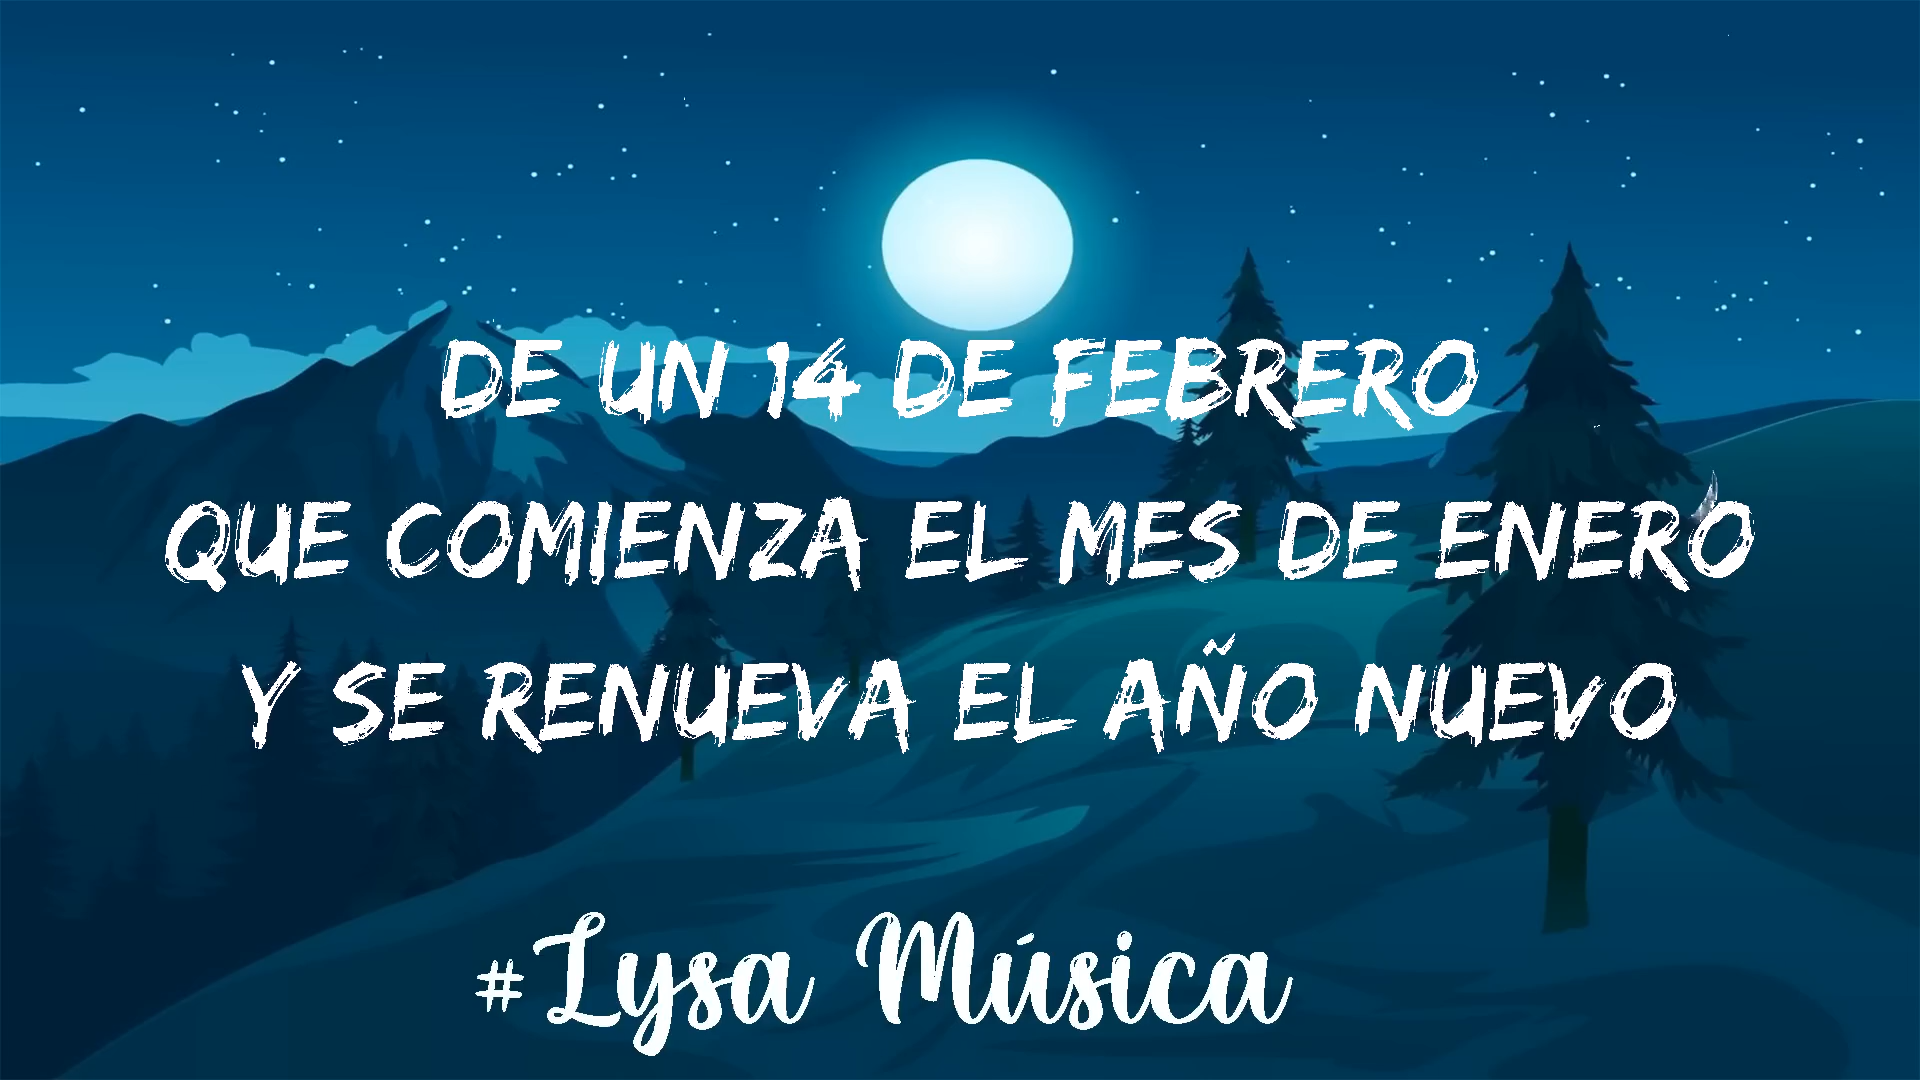 DE UN 14 DE FEBRERO
QUE COMIENZA EL MES DE ENERO
Y SE RENUEVA EL AÑO NUEVO
#Lysa Música